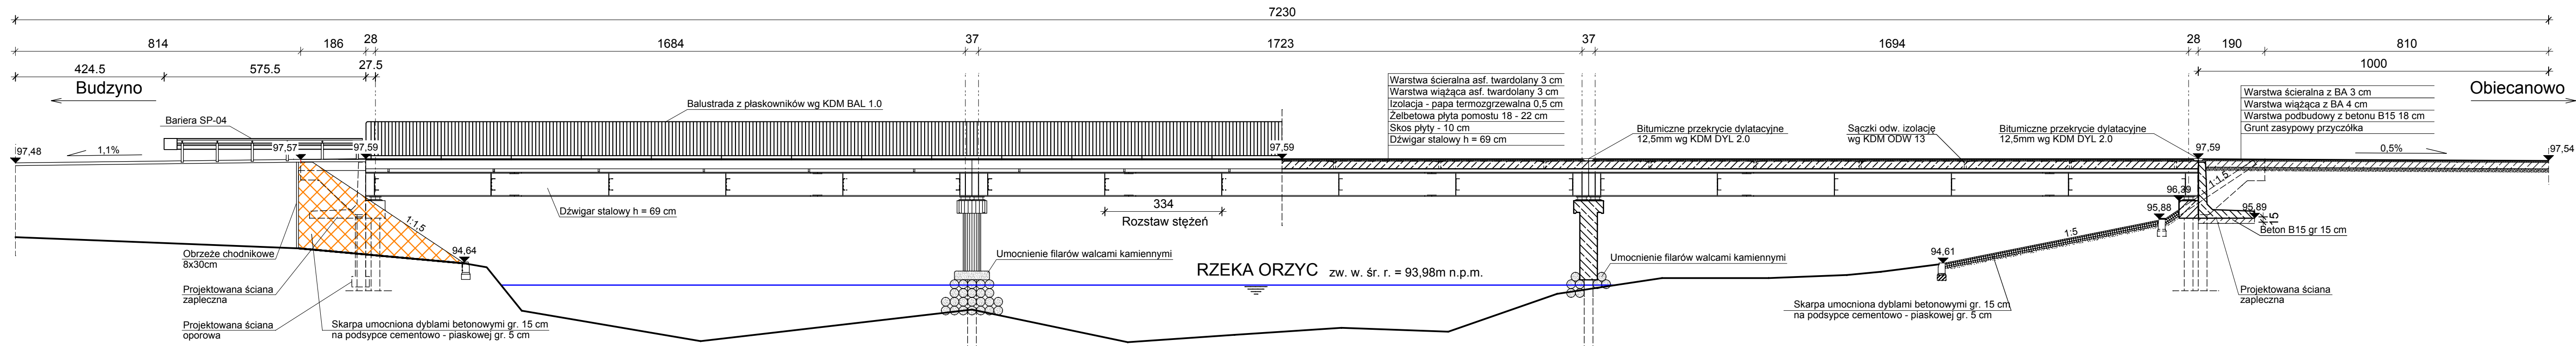 7230
814
186
28
1684
37
1723
37
1694
28
190
810
424.5
575.5
27.5
1000
Budzyno
Obiecanowo
Bariera SP-04
Balustrada z płaskowników wg KDM BAL 1.0
Warstwa ścieralna asf. twardolany 3 cm
Warstwa wiążąca asf. twardolany 3 cm
Izolacja - papa termozgrzewalna 0,5 cm
Żelbetowa płyta pomostu 18 - 22 cm
Skos płyty - 10 cm
Dźwigar stalowy h = 69 cm
Bitumiczne przekrycie dylatacyjne
12,5mm wg KDM DYL 2.0
Sączki odw. izolację
wg KDM ODW 13
Bitumiczne przekrycie dylatacyjne
12,5mm wg KDM DYL 2.0
Warstwa ścieralna z BA 3 cm
Warstwa wiążąca z BA 4 cm
Warstwa podbudowy z betonu B15 18 cm
Grunt zasypowy przyczółka
97,48
1,1%
97,57
97,59
97,59
97,59
0,5%
97,54
1:1,5
Dźwigar stalowy h = 69 cm
334
Rozstaw stężeń
1:1,5
96,39
95,88
95,89
15
Beton B15 gr 15 cm
1:5
94,64
94,61
Obrzeże chodnikowe
8x30cm
Umocnienie filarów walcami kamiennymi
RZEKA ORZYC zw. w. śr. r. = 93,98m n.p.m.
Umocnienie filarów walcami kamiennymi
Projektowana ściana
zapleczna
Projektowana ściana
zapleczna
Projektowana ściana
oporowa
Skarpa umocniona dyblami betonowymi gr. 15 cm
na podsypce cementowo - piaskowej gr. 5 cm
Skarpa umocniona dyblami betonowymi gr. 15 cm
na podsypce cementowo - piaskowej gr. 5 cm